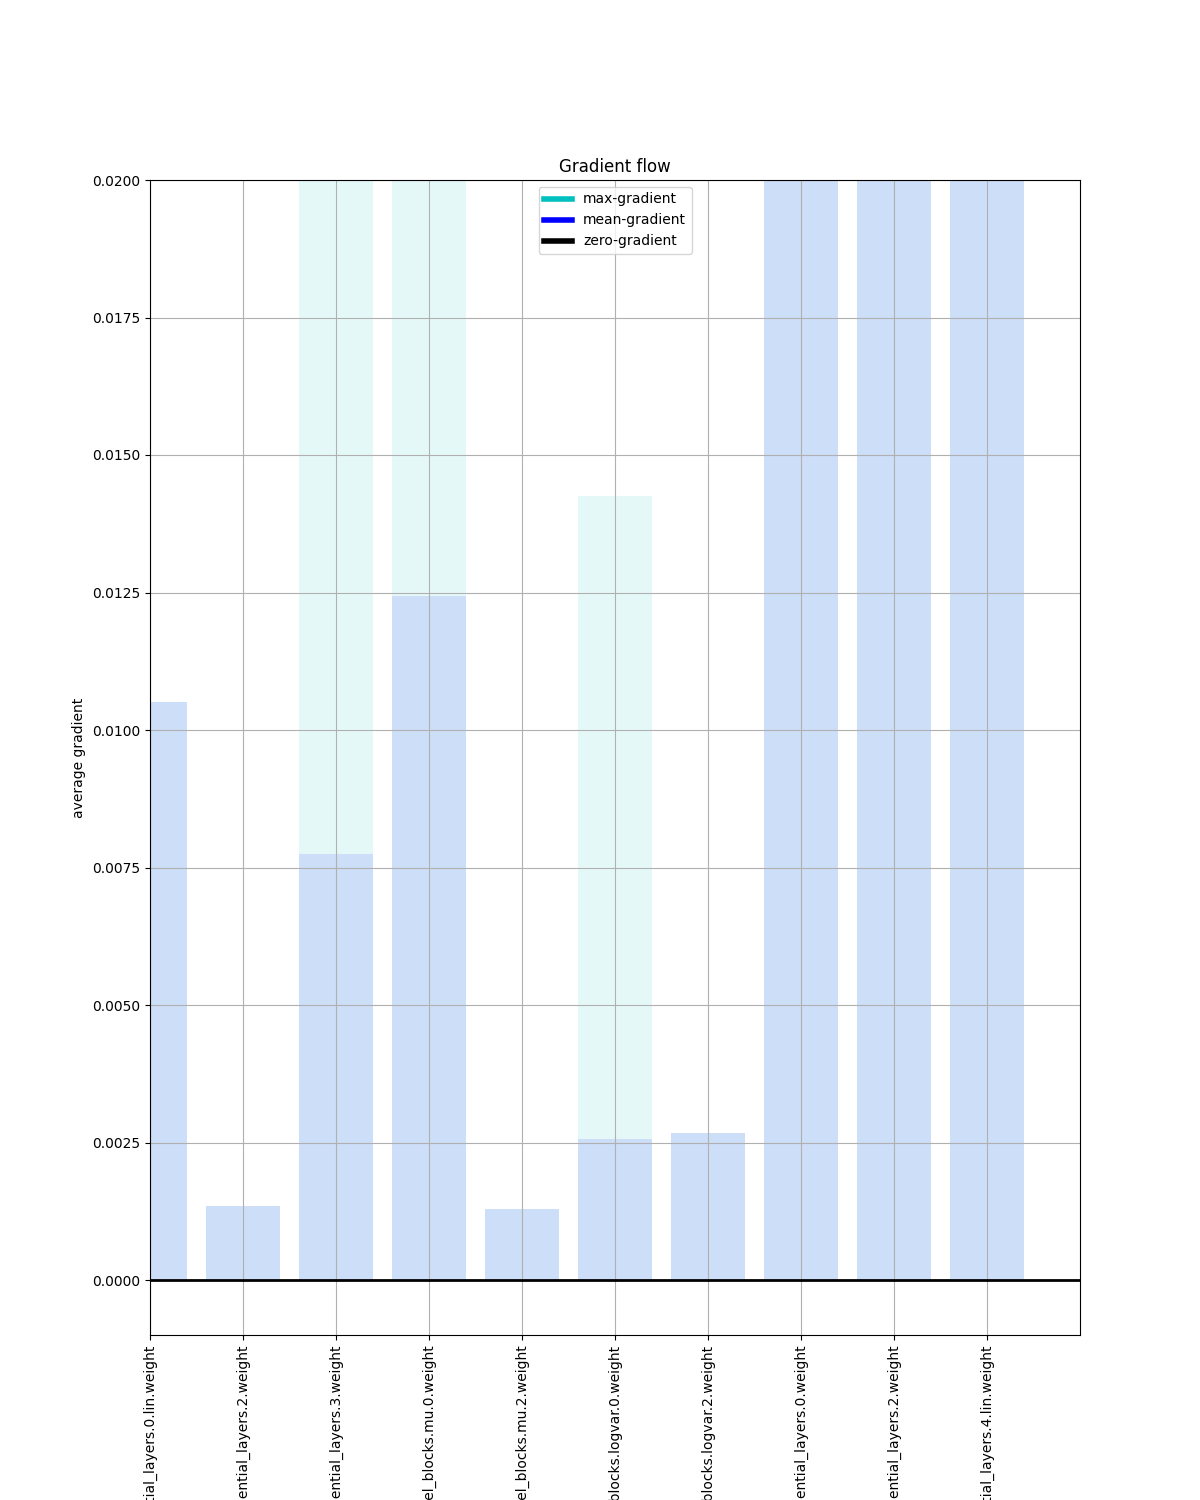 Gradient flow
max-gradient
mean-gradient
zero-gradient
0.0200
0.0175
0.0150
0.0125
0.0100
0.0075
0.0050
0.0025
0.0000
average gradient
tial_layers.0.lin.weight
ential_layers.2.weight
ential_layers.3.weight
el_blocks.mu.0.weight
el_blocks.mu.2.weight
blocks.logvar.0.weight
blocks.logvar.2.weight
ential_layers.0.weight
ential_layers.2.weight
tial_layers.4.lin.weight